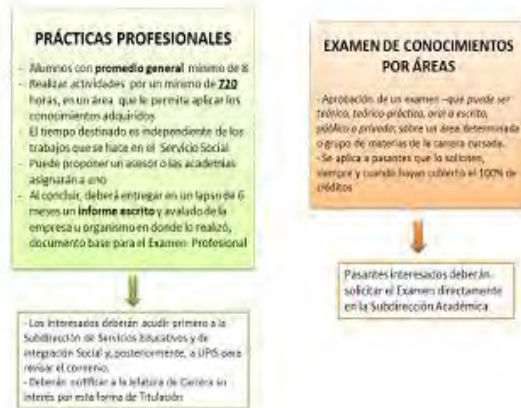 PRÁCTICAS PROFESIONALES
- Alumnos con promedio general mínimo de 8
- Realizar actividades por un mínimo de 720
horas, en un área que le permita aplicar los
conocimientos adquiridos
- El tiempo destinado es independiente de los
trabajos que se hace en el Servicio Social
- Puede proponer un asesor o las academias
asignarán a uno
- Al concluir, deberá entregar en un lapso de 6
meses un informe escrito y avalado de la
empresa u organismo en donde lo realizó,
documento base para el Examen Profesional
- Los interesados deberán acudir primero a la
Subdirección de Servicios Educativos y de
Integración Social y, posteriormente, a UPIS para
revisar el convenio.
- Deberán notificar a la Jefatura de Carrera su
interés por esta forma de Titulación
EXAMEN DE CONOCIMIENTOS
POR ÁREAS
- Aprobación de un examen –que puede ser
teórico, teórico-práctico, oral o escrito,
público o privado; sobre un área determinada
o grupo de materias de la carrera cursada.
- Se aplica a pasantes que lo soliciten,
siempre y cuando hayan cubierto el 100% de
créditos
Pasantes interesados deberán
solicitar el Examen directamente
en la Subdirección Académica